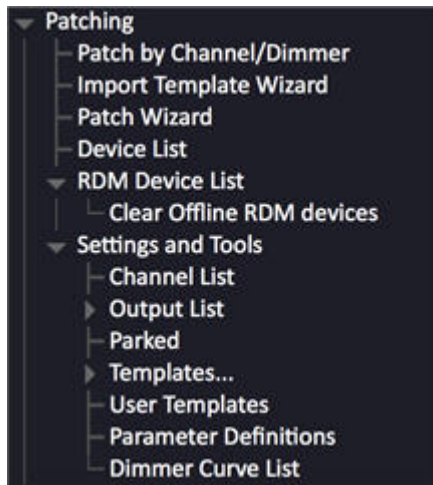 Patching
Patch by Channel/Dimmer
Import Template Wizard
Patch Wizard
Device List
RDM Device List
Clear Offline RDM devices
Settings and Tools
Channel List
Output List
Parked
Templates...
User Templates
Parameter Definitions
Dimmer Curve List